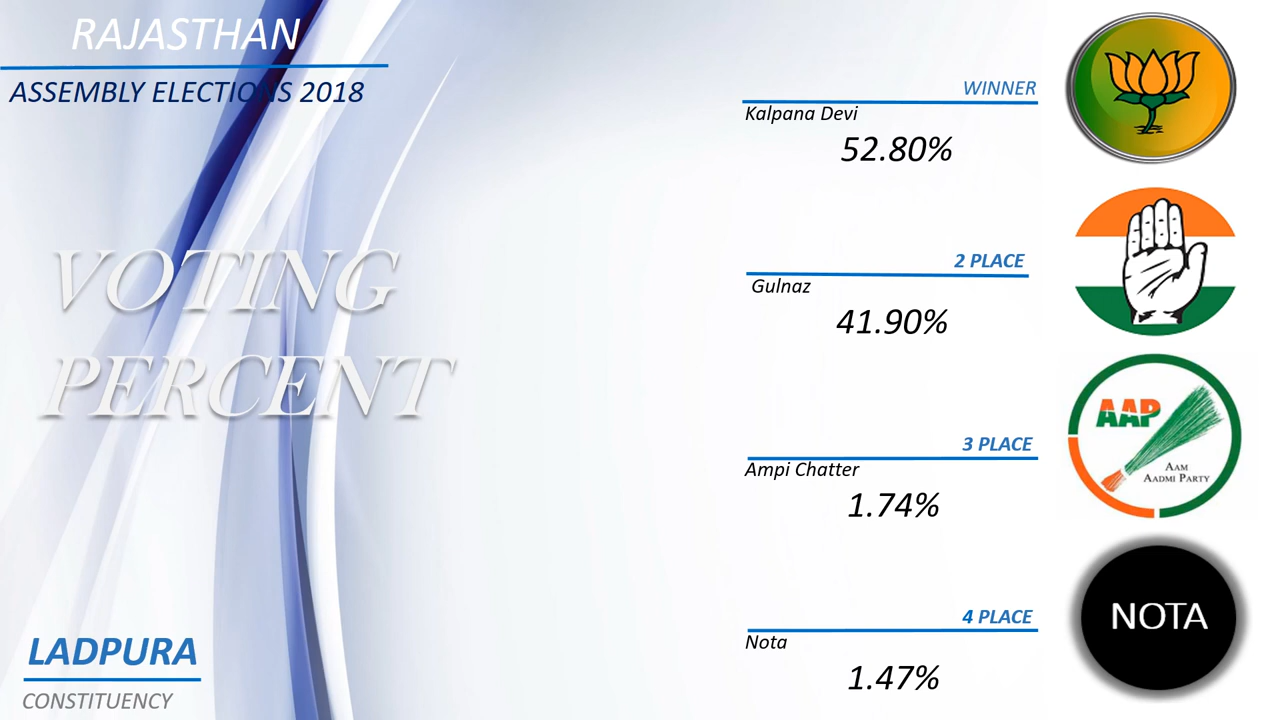 RAJASTHAN
ASSEMBLY ELECTIONS 2018
VOTING
PERCENT
LADPURA
CONSTITUENCY
WINNER
Kalpana Devi
52.80%
2 PLACE
Gulnaz
41.90%
3 PLACE
Ampi Chatter
1.74%
AAP
AAM
AADMI PARTY
4 PLACE
Nota
1.47%
NOTA